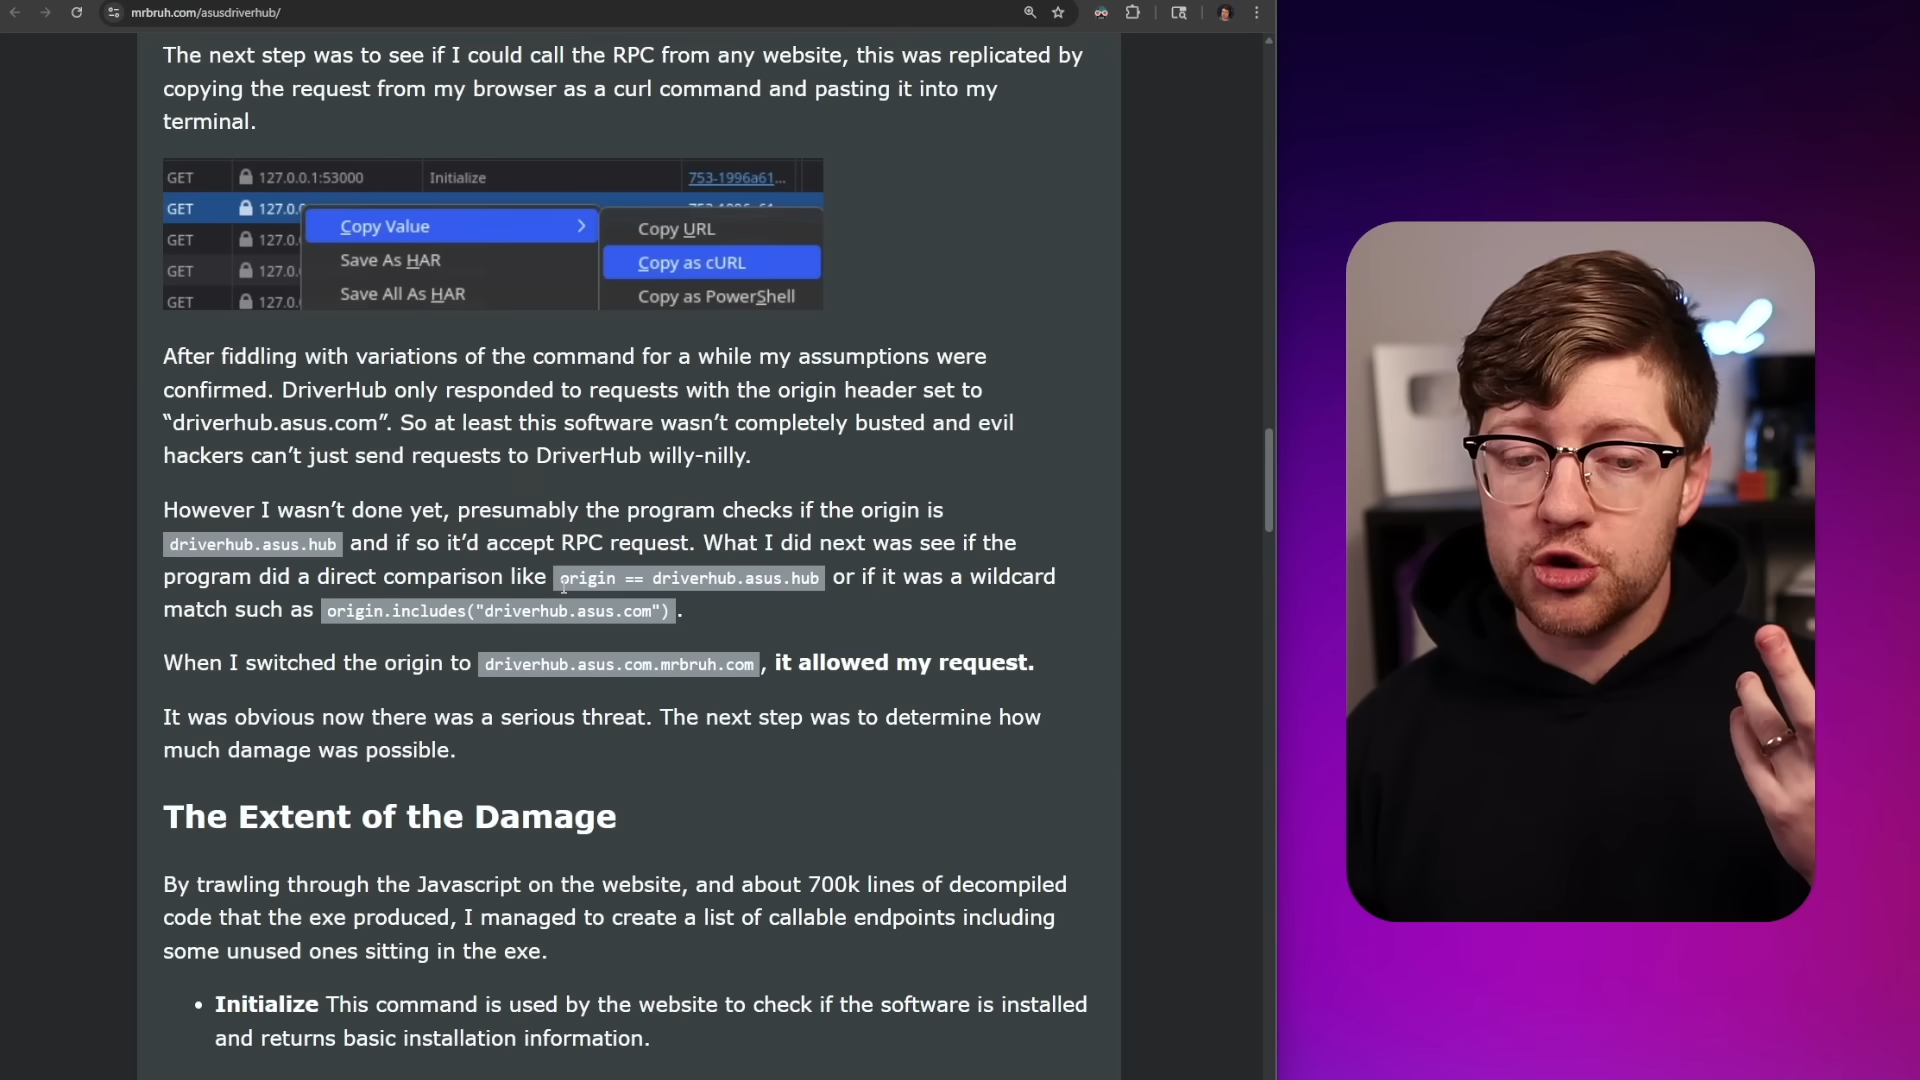 mrbruh.com/asusdriverhub/
The next step was to see if I could call the RPC from any website, this was replicated by
copying the request from my browser as a curl command and pasting it into my
terminal.
GET 127.0.0.1:53000 Initialize 753-1996a61...
GET 127.0.0
Copy Value
Copy URL
GET 127.0.
Save As HAR
Copy as cURL
GET 127.0.
Save All As HAR
Copy as PowerShell
GET 127.0.
After fiddling with variations of the command for a while my assumptions were
confirmed. DriverHub only responded to requests with the origin header set to
“driverhub.asus.com”. So at least this software wasn’t completely busted and evil
hackers can’t just send requests to DriverHub willy-nilly.
However I wasn’t done yet, presumably the program checks if the origin is
driverhub.asus.hub and if so it’d accept RPC request. What I did next was see if the
program did a direct comparison like origin == driverhub.asus.hub or if it was a wildcard
match such as origin.includes("driverhub.asus.com") .
When I switched the origin to driverhub.asus.com.mrbruh.com , it allowed my request.
It was obvious now there was a serious threat. The next step was to determine how
much damage was possible.
The Extent of the Damage
By trawling through the Javascript on the website, and about 700k lines of decompiled
code that the exe produced, I managed to create a list of callable endpoints including
some unused ones sitting in the exe.
• Initialize This command is used by the website to check if the software is installed
and returns basic installation information.